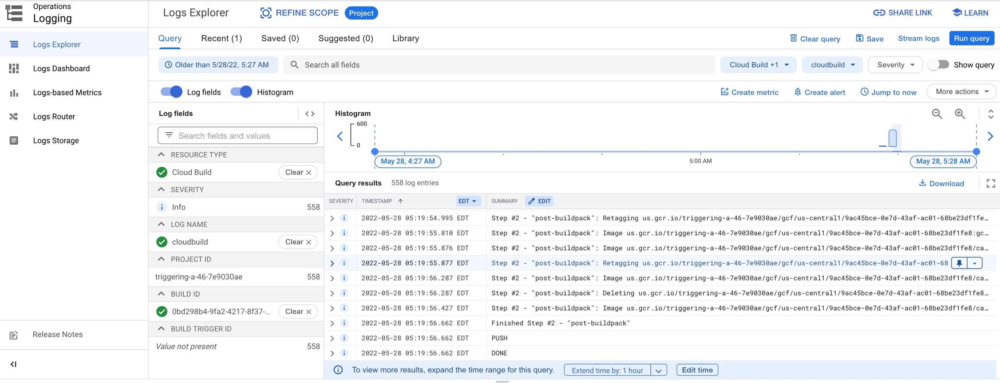 Operations
Logging
Logs Explorer
Logs Dashboard
Logs-based Metrics
Logs Router
Logs Storage
Release Notes
Logs Explorer
REFINE SCOPE
Project
SHARE LINK
LEARN
Query
Recent (1)
Saved (0)
Suggested (0)
Library
Clear query
Save
Stream logs
Run query
Older than 5/28/22, 5:27 AM
Search all fields
Cloud Build +1
cloudbuild
Severity
Show query
Log fields
Histogram
Create metric
Create alert
Jump to now
More actions
Log fields
Search fields and values
RESOURCE TYPE
Cloud Build
Clear
SEVERITY
Info 558
LOG NAME
cloudbuild
Clear
PROJECT ID
triggering-a-46-7e9030ae 558
BUILD ID
0bd298b4-9fa2-4217-8f37-...
Clear
BUILD TRIGGER ID
Value not present 558
Histogram
600
0
5:00 AM
May 28, 4:27 AM
May 28, 5:28 AM
Query results 558 log entries
Download
SEVERITY TIMESTAMP EDT SUMMARY EDIT
2022-05-28 05:19:54.995 EDT Step #2 - "post-buildpack": Retagging us.gcr.io/triggering-a-46-7e9030ae/gcf/us-central1/9ac45bce-0e7d-43af-ac01-68be23df1fe…
2022-05-28 05:19:55.810 EDT Step #2 - "post-buildpack": Image us.gcr.io/triggering-a-46-7e9030ae/gcf/us-central1/9ac45bce-0e7d-43af-ac01-68be23df1fe8:gc…
2022-05-28 05:19:55.876 EDT Step #2 - "post-buildpack": Image us.gcr.io/triggering-a-46-7e9030ae/gcf/us-central1/9ac45bce-0e7d-43af-ac01-68be23df1fe8/ca…
2022-05-28 05:19:55.877 EDT Step #2 - "post-buildpack": Retagging us.gcr.io/triggering-a-46-7e9030ae/gcf/us-central1/9ac45bce-0e7d-43af-ac01-68
2022-05-28 05:19:56.287 EDT Step #2 - "post-buildpack": Image us.gcr.io/triggering-a-46-7e9030ae/gcf/us-central1/9ac45bce-0e7d-43af-ac01-68be23df1fe8/ca…
2022-05-28 05:19:56.287 EDT Step #2 - "post-buildpack": Deleting us.gcr.io/triggering-a-46-7e9030ae/gcf/us-central1/9ac45bce-0e7d-43af-ac01-68be23df1fe8…
2022-05-28 05:19:56.427 EDT Step #2 - "post-buildpack": Image us.gcr.io/triggering-a-46-7e9030ae/gcf/us-central1/9ac45bce-0e7d-43af-ac01-68be23df1fe8/ca…
2022-05-28 05:19:56.662 EDT Finished Step #2 - "post-buildpack"
2022-05-28 05:19:56.662 EDT PUSH
2022-05-28 05:19:56.662 EDT DONE
To view more results, expand the time range for this query.
Extend time by: 1 hour
Edit time